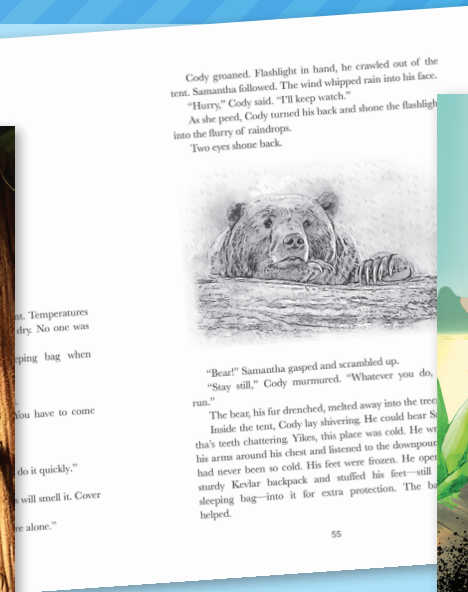 nt. Temperatures
dry. No one was
eping bag when
You have to come
do it quickly."
s will smell it. Cover
re alone."
Cody groaned. Flashlight in hand, he crawled out of the
tent. Samantha followed. The wind whipped rain into his face.
"Hurry," Cody said. "I'll keep watch."
As she peed, Cody turned his back and shone the flashligh
into the flurry of raindrops.
Two eyes shone back.
"Bear!" Samantha gasped and scrambled up.
"Stay still," Cody murmured. "Whatever you do,
run."
The bear, his fur drenched, melted away into the tree
Inside the tent, Cody lay shivering. He could hear Sa
tha's teeth chattering. Yikes, this place was cold. He wr
his arms around his chest and listened to the downpour
had never been so cold. His feet were frozen. He oper
sturdy Kevlar backpack and stuffed his feet—still
sleeping bag—into it for extra protection. The ba
helped.
55